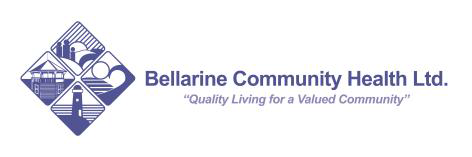 Bellarine Community Health Ltd.
“Quality Living for a Valued Community”